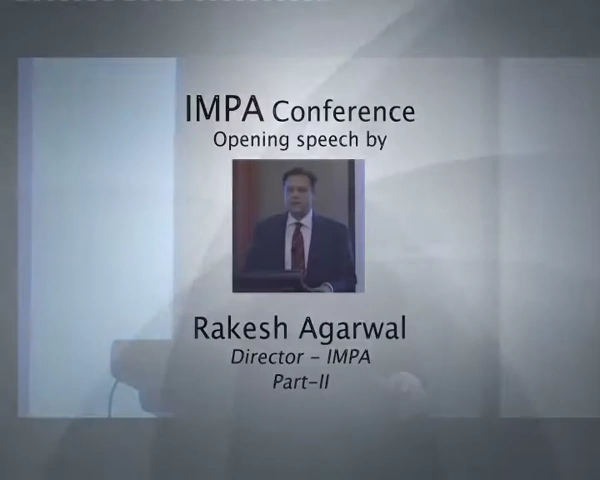 IMPA Conference
Opening speech by
Rakesh Agarwal
Director – IMPA
Part-II